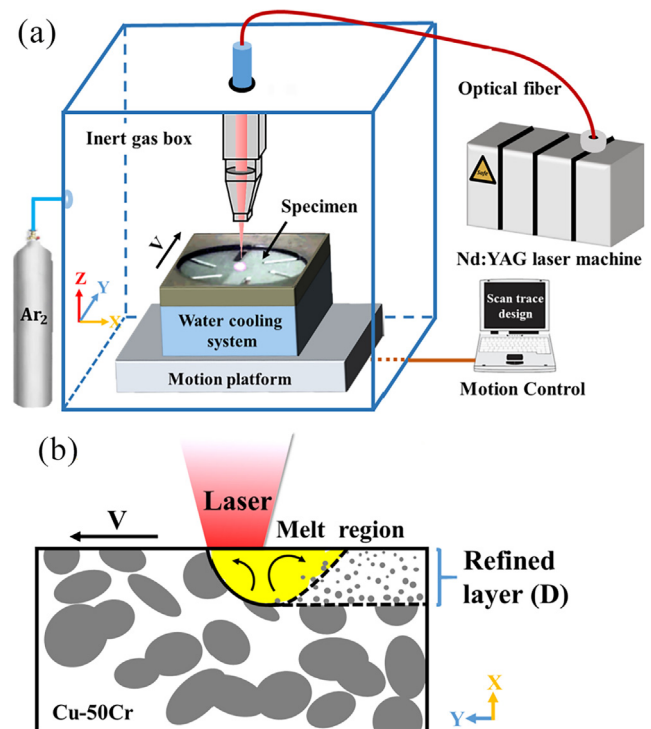 (a)
Optical fiber
Inert gas box
Safe
Specimen
V
Nd:YAG laser machine
Z
Y
X
Ar₂
Scan trace
design
Water cooling
system
Motion platform
Motion Control
(b)
Laser
V
Melt region
Refined
layer (D)
Cu-50Cr
X
Y